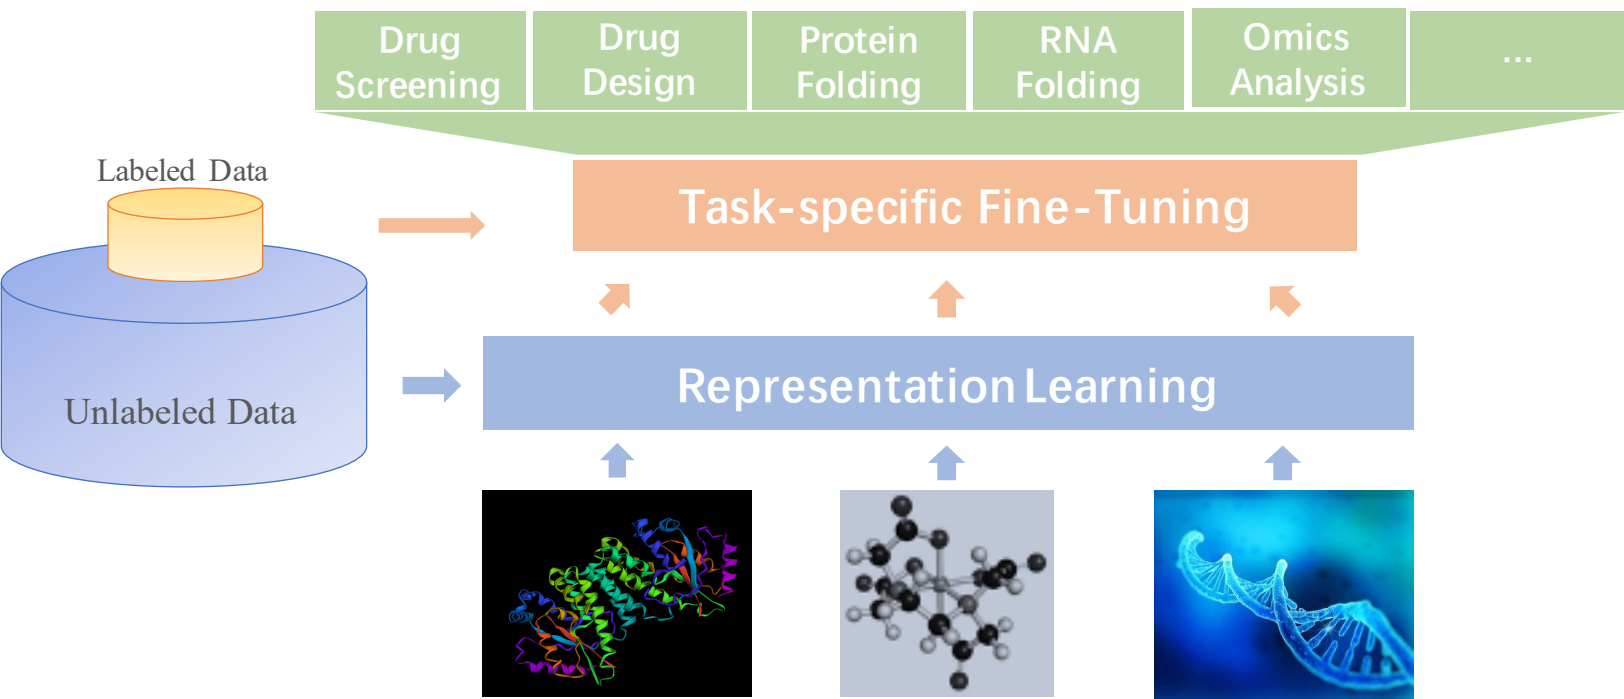 Drug
Screening
Drug
Design
Protein
Folding
RNA
Folding
Omics
Analysis
...
Labeled Data
Task-specific Fine-Tuning
Unlabeled Data
Representation Learning